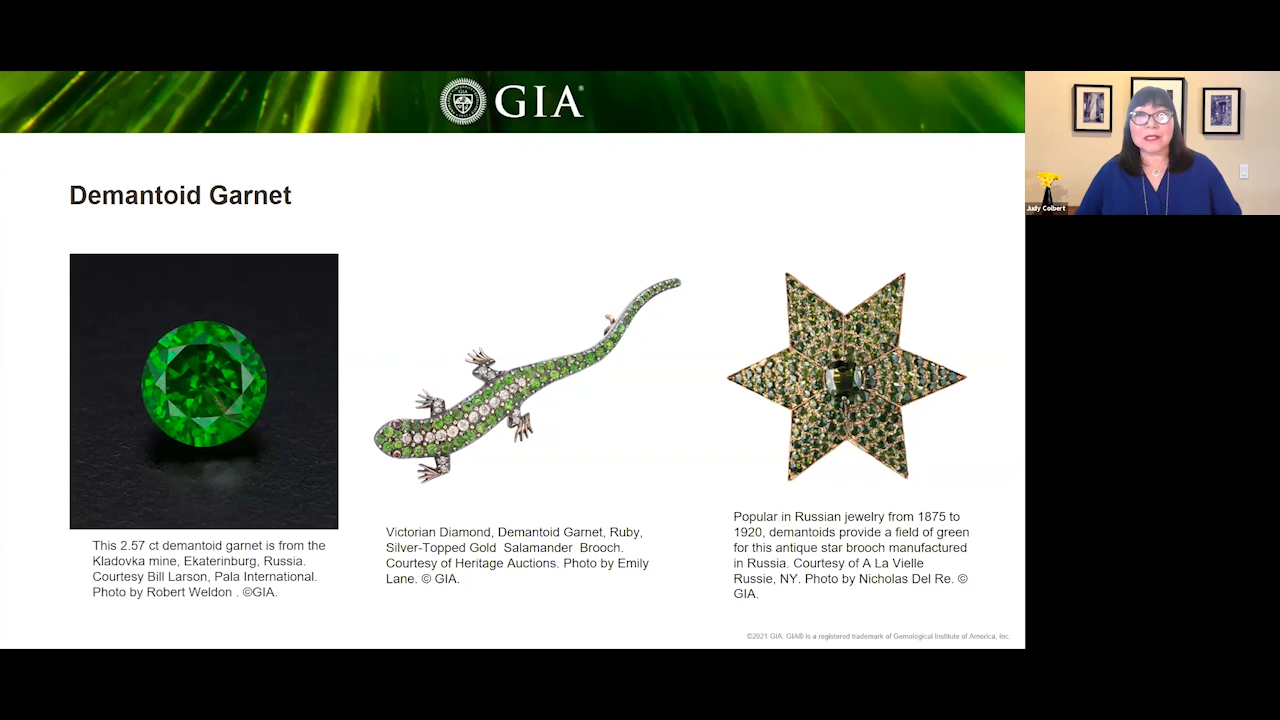 GIA®
Judy Colbert
Demantoid Garnet
This 2.57 ct demantoid garnet is from the
Kladovka mine, Ekaterinburg, Russia.
Courtesy Bill Larson, Pala International.
Photo by Robert Weldon . ©GIA.
Victorian Diamond, Demantoid Garnet, Ruby,
Silver-Topped Gold Salamander Brooch.
Courtesy of Heritage Auctions. Photo by Emily
Lane. © GIA.
Popular in Russian jewelry from 1875 to
1920, demantoids provide a field of green
for this antique star brooch manufactured
in Russia. Courtesy of A La Vielle
Russie, NY. Photo by Nicholas Del Re. ©
GIA.
©2021 GIA. GIA® is a registered trademark of Gemological Institute of America, Inc.